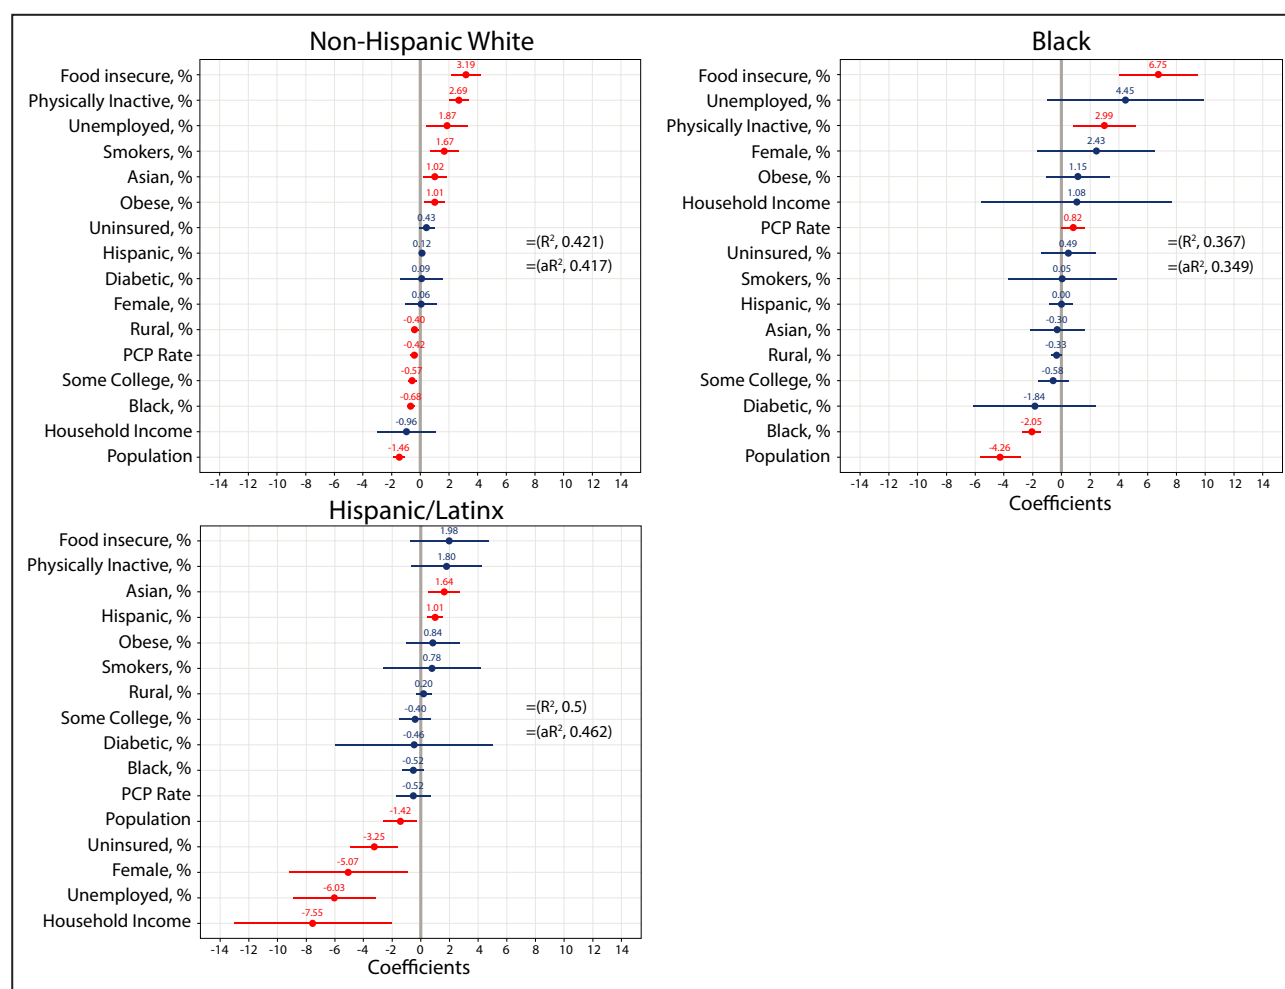 Non-Hispanic White
Food insecure, % 3.19
Physically Inactive, % 2.69
Unemployed, % 1.87
Smokers, % 1.67
Asian, % 1.02
Obese, % 1.01
Uninsured, % 0.43
=(R², 0.421)
Hispanic, % 0.12
=(aR², 0.417)
Diabetic, % 0.09
Female, % 0.06
Rural, % -0.40
PCP Rate -0.42
Some College, % -0.57
Black, % -0.68
Household Income -0.96
Population -1.46
-14 -12 -10 -8 -6 -4 -2 0 2 4 6 8 10 12 14
Black
Food insecure, % 6.75
Unemployed, % 4.45
Physically Inactive, % 2.99
Female, % 2.43
Obese, % 1.15
Household Income 1.08
PCP Rate 0.82
=(R², 0.367)
Uninsured, % 0.49
=(aR², 0.349)
Smokers, % 0.05
Hispanic, % 0.00
Asian, % -0.30
Rural, % -0.33
Some College, % -0.58
Diabetic, % -1.84
Black, % -2.05
Population -4.26
-14 -12 -10 -8 -6 -4 -2 0 2 4 6 8 10 12 14
Coefficients
Hispanic/Latinx
Food insecure, % 1.98
Physically Inactive, % 1.80
Asian, % 1.64
Hispanic, % 1.01
Obese, % 0.84
Smokers, % 0.78
Rural, % 0.20
=(R², 0.5)
Some College, % -0.40
=(aR², 0.462)
Diabetic, % -0.46
Black, % -0.52
PCP Rate -0.52
Population -1.42
Uninsured, % -3.25
Female, % -5.07
Unemployed, % -6.03
Household Income -7.55
-14 -12 -10 -8 -6 -4 -2 0 2 4 6 8 10 12 14
Coefficients